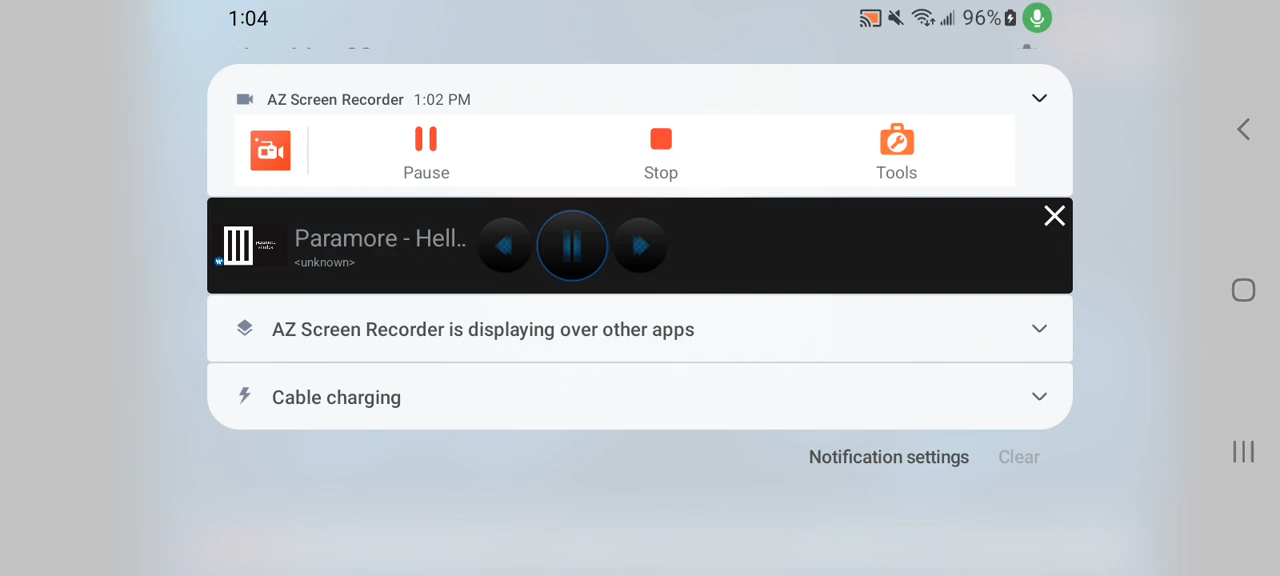 1:04
96%
AZ Screen Recorder 1:02 PM
Pause
Stop
Tools
Paramore - Hell..
<unknown>
AZ Screen Recorder is displaying over other apps
Cable charging
Notification settings
Clear